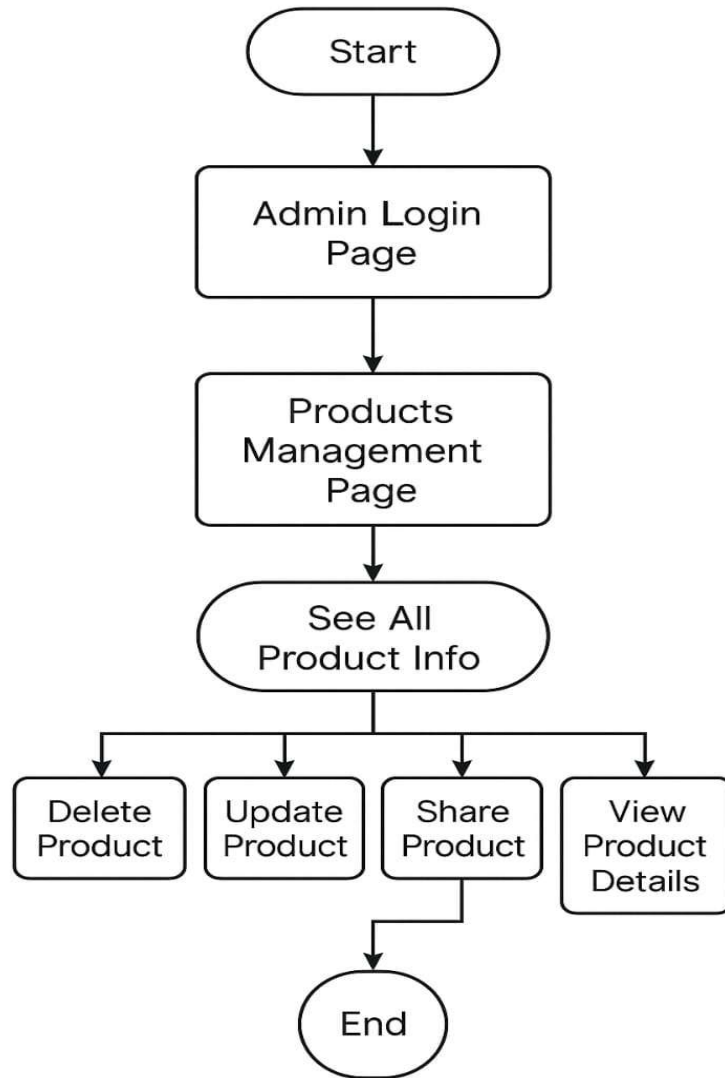 Start
Admin Login
Page
Products
Management
Page
See All
Product Info
Delete
Product
Update
Product
Share
Product
View
Product
Details
End